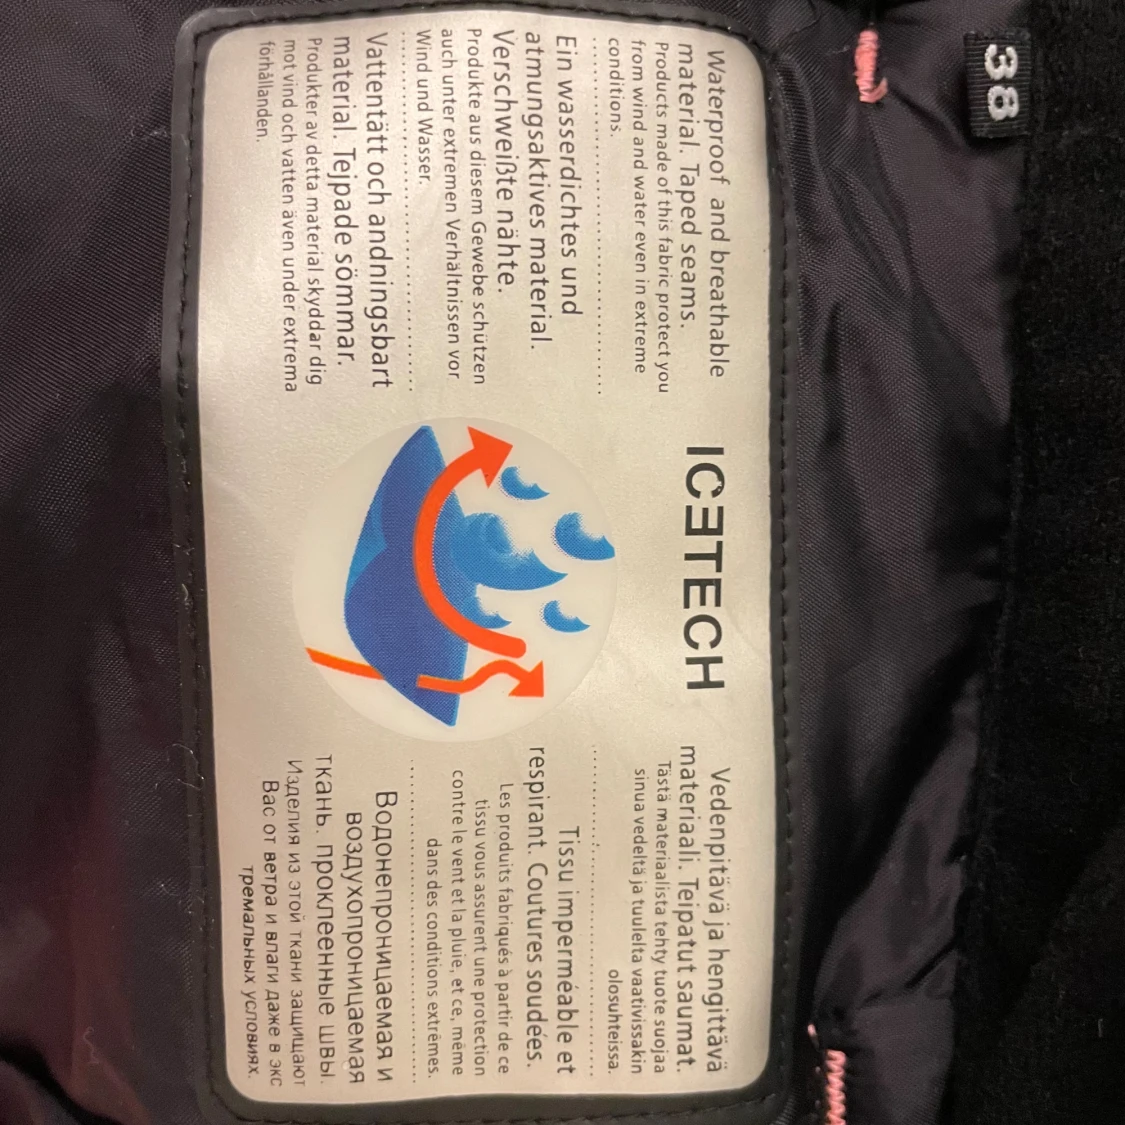 38
Waterproof and breathable
material. Taped seams.
Products made of this fabric protect you
from wind and water even in extreme
conditions.
Ein wasserdichtes und
atmungsaktives material.
Verschweißte nähte.
Produkte aus diesem Gewebe schützen
auch unter extremen Verhältnissen vor
Wind und Wasser.
Vattentätt och andningsbart
material. Tejpade sömmar.
Produkter av detta material skyddar dig
mot vind och vatten även under extrema
förhållanden.
ICETECH
Vedenpitävä ja hengittävä
materiaali. Teipatut saumat.
Tästä materiaalista tehty tuote suojaa
sinua vedeltä ja tuulelta vaativissakin
olosuhteissa.
Tissu imperméable et
respirant. Coutures soudées.
Les produits fabriqués à partir de ce
tissu vous assurent une protection
contre le vent et la pluie, et ce, même
dans des conditions extrêmes.
Водонепроницаемая и
воздухопроницаемая
ткань. проклеенные швы.
Изделия из этой ткани защищают
Вас от ветра и влаги даже в экс
тремальных условиях.